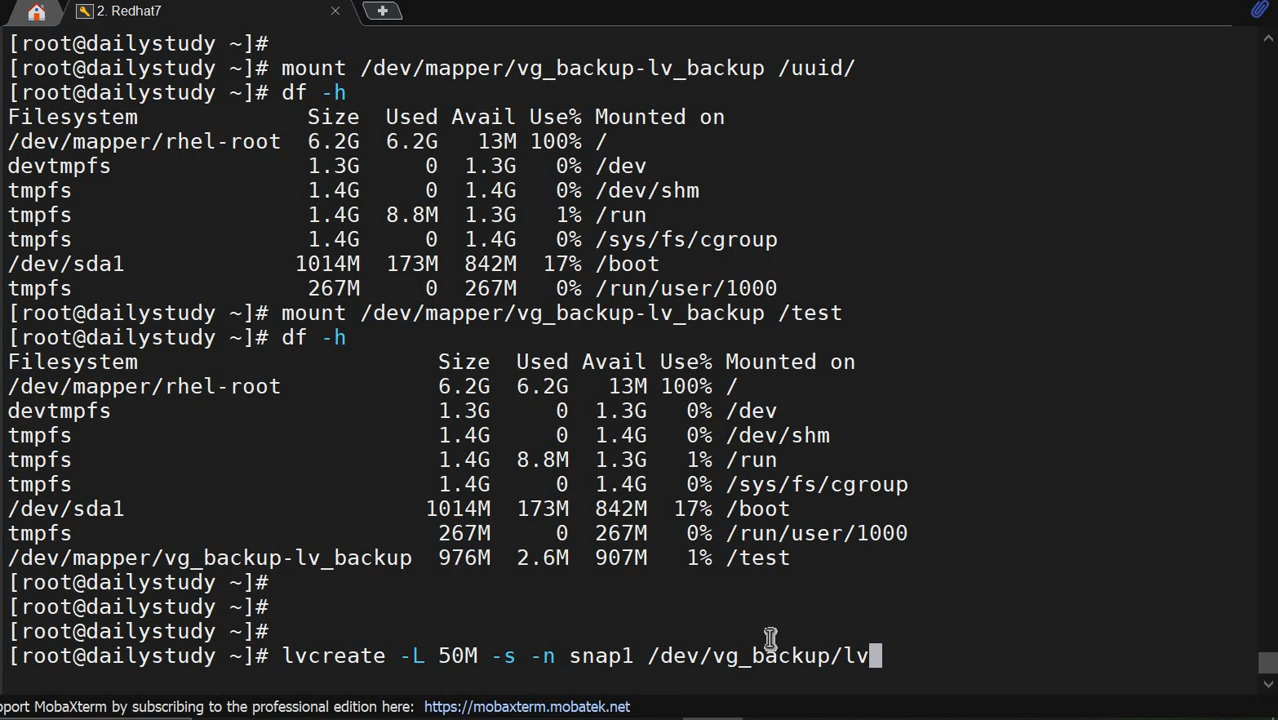 2. Redhat7
[root@dailystudy ~]#
[root@dailystudy ~]# mount /dev/mapper/vg_backup-lv_backup /uuid/
[root@dailystudy ~]# df -h
Filesystem Size Used Avail Use% Mounted on
/dev/mapper/rhel-root 6.2G 6.2G 13M 100% /
devtmpfs 1.3G 0 1.3G 0% /dev
tmpfs 1.4G 0 1.4G 0% /dev/shm
tmpfs 1.4G 8.8M 1.3G 1% /run
tmpfs 1.4G 0 1.4G 0% /sys/fs/cgroup
/dev/sda1 1014M 173M 842M 17% /boot
tmpfs 267M 0 267M 0% /run/user/1000
[root@dailystudy ~]# mount /dev/mapper/vg_backup-lv_backup /test
[root@dailystudy ~]# df -h
Filesystem Size Used Avail Use% Mounted on
/dev/mapper/rhel-root 6.2G 6.2G 13M 100% /
devtmpfs 1.3G 0 1.3G 0% /dev
tmpfs 1.4G 0 1.4G 0% /dev/shm
tmpfs 1.4G 8.8M 1.3G 1% /run
tmpfs 1.4G 0 1.4G 0% /sys/fs/cgroup
/dev/sda1 1014M 173M 842M 17% /boot
tmpfs 267M 0 267M 0% /run/user/1000
/dev/mapper/vg_backup-lv_backup 976M 2.6M 907M 1% /test
[root@dailystudy ~]#
[root@dailystudy ~]#
[root@dailystudy ~]#
[root@dailystudy ~]# lvcreate -L 50M -s -n snap1 /dev/vg_backup/lv
pport MobaXterm by subscribing to the professional edition here: https://mobaxterm.mobatek.net